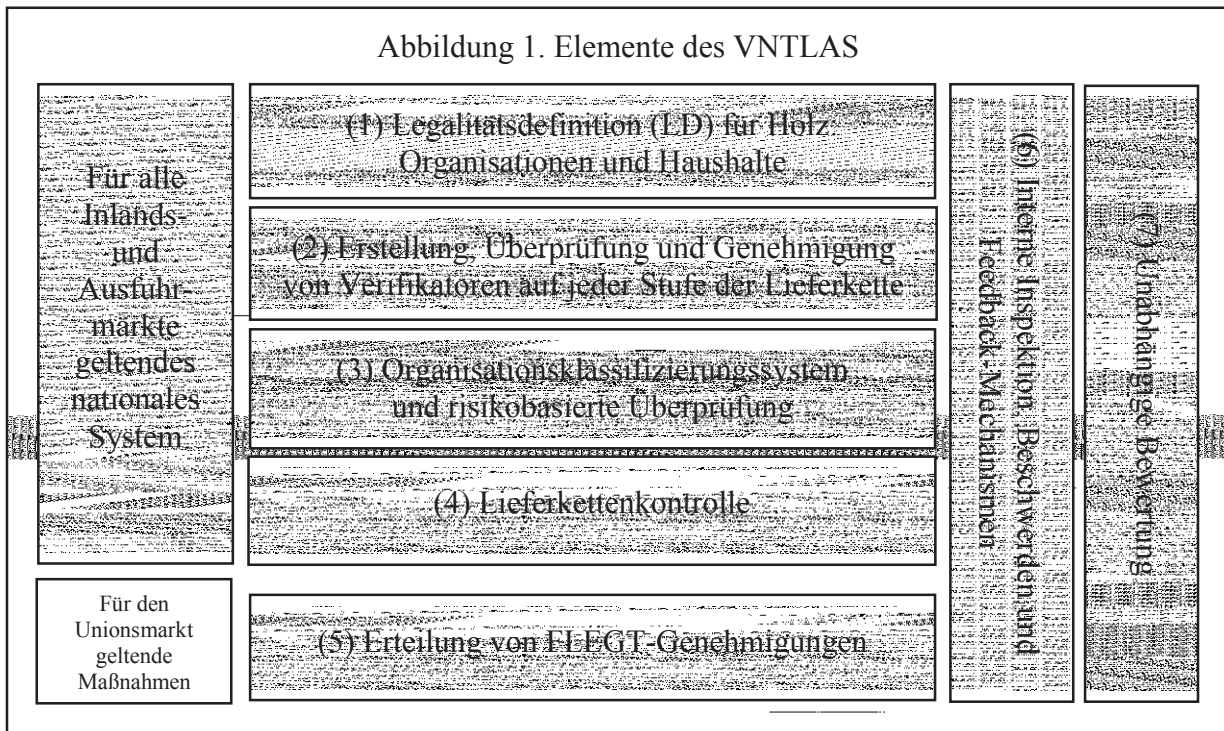 Abbildung 1. Elemente des VNTLAS
Für alle
Inlands-
und
Ausfuhr-
märkte
geltendes
nationales
System
(1) Legalitätsdefinition (LD) für Holz:
Organisationen und Haushalte
(2) Erstellung, Überprüfung und Genehmigung
von Verifikatoren auf jeder Stufe der Lieferkette
(3) Organisationsklassifizierungssystem
und risikobasierte Überprüfung
(4) Lieferkettenkontrolle
Für den
Unionsmarkt
geltende
Maßnahmen
(5) Erteilung von FLEGT-Genehmigungen
(6) Interne Inspektion, Beschwerden und
Feedback-Mechanismen
(7) Unabhängige Bewertung